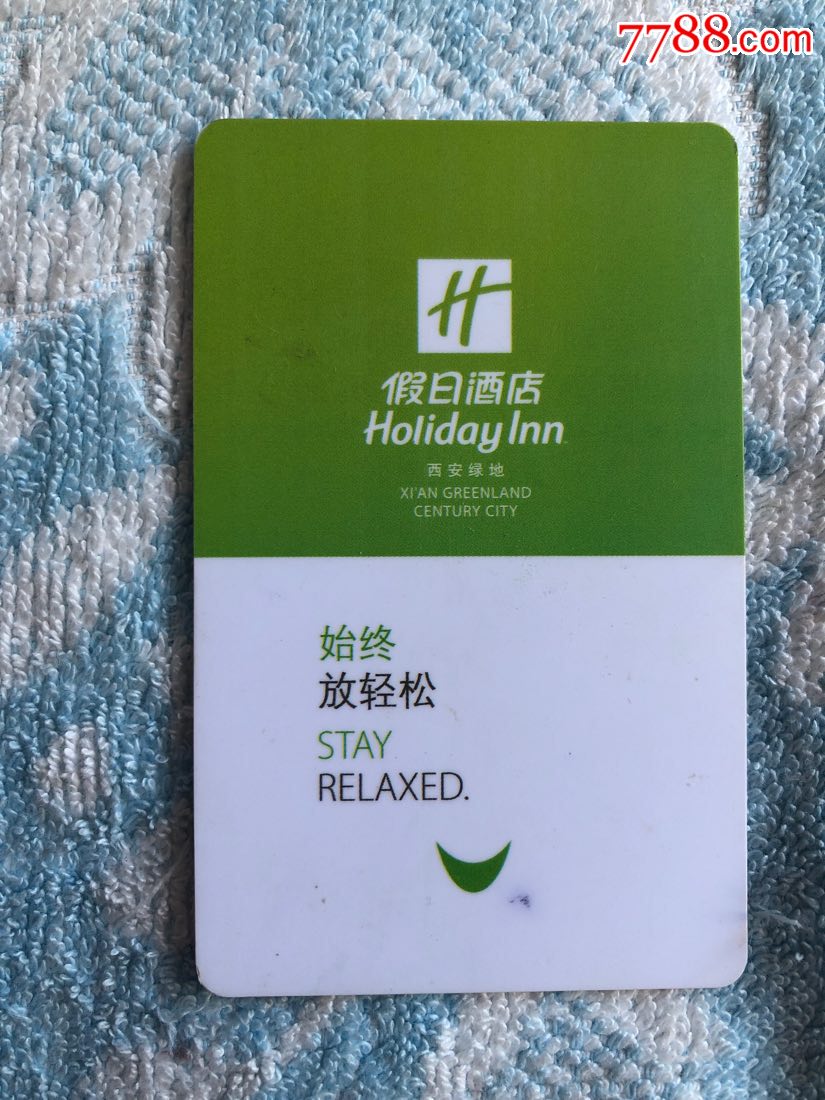 7788.com
H
假日酒店
Holiday Inn
西安绿地
XI'AN GREENLAND
CENTURY CITY
始终
放轻松
STAY
RELAXED.